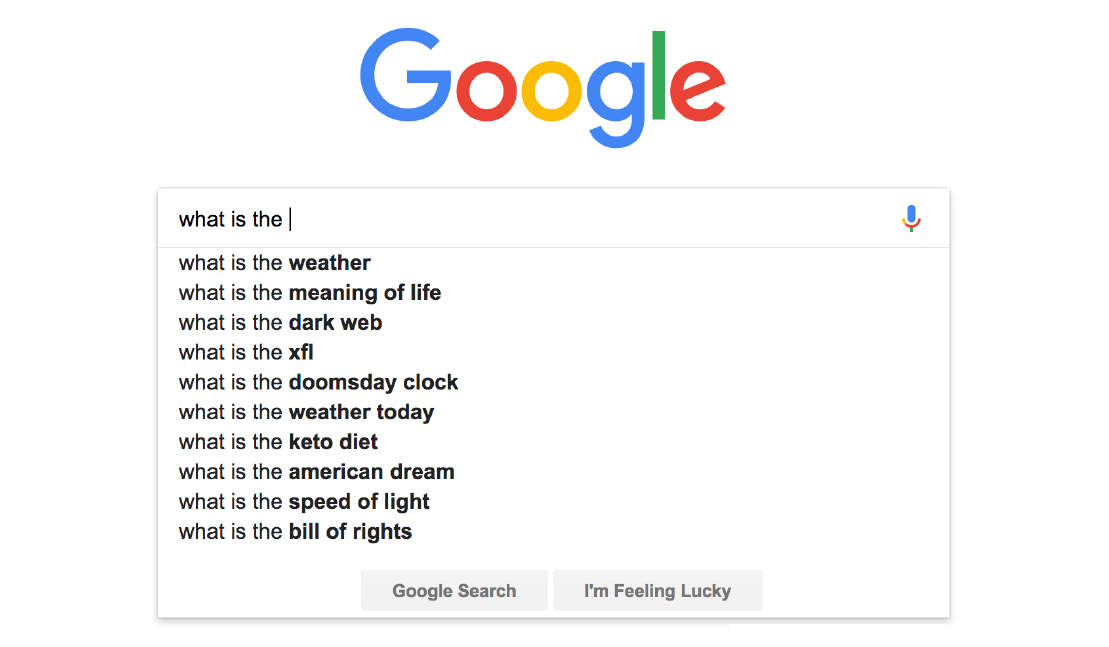 Google
what is the
what is the weather
what is the meaning of life
what is the dark web
what is the xfl
what is the doomsday clock
what is the weather today
what is the keto diet
what is the american dream
what is the speed of light
what is the bill of rights
Google Search
I'm Feeling Lucky